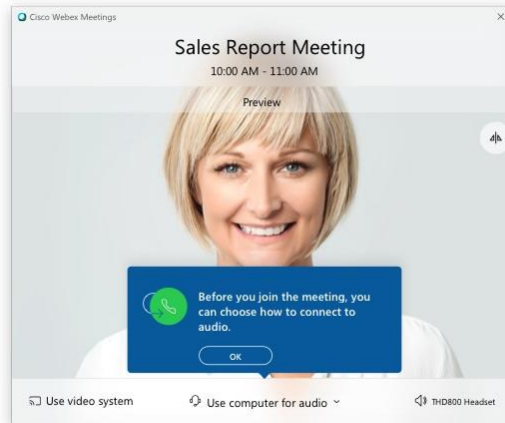 Cisco Webex Meetings
Sales Report Meeting
10:00 AM - 11:00 AM
Preview
Before you join the meeting, you
can choose how to connect to
audio.
OK
Use video system
Use computer for audio
THD800 Headset